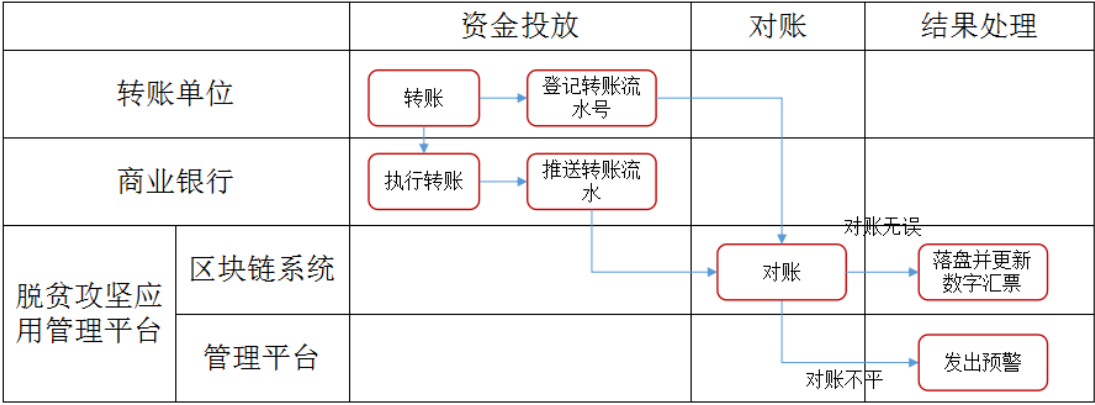 资金投放
对账
结果处理
转账单位
转账
登记转账流
水号
商业银行
执行转账
推送转账流
水
对账无误
脱贫攻坚应
用管理平台
区块链系统
对账
落盘并更新
数字汇票
管理平台
对账不平
发出预警